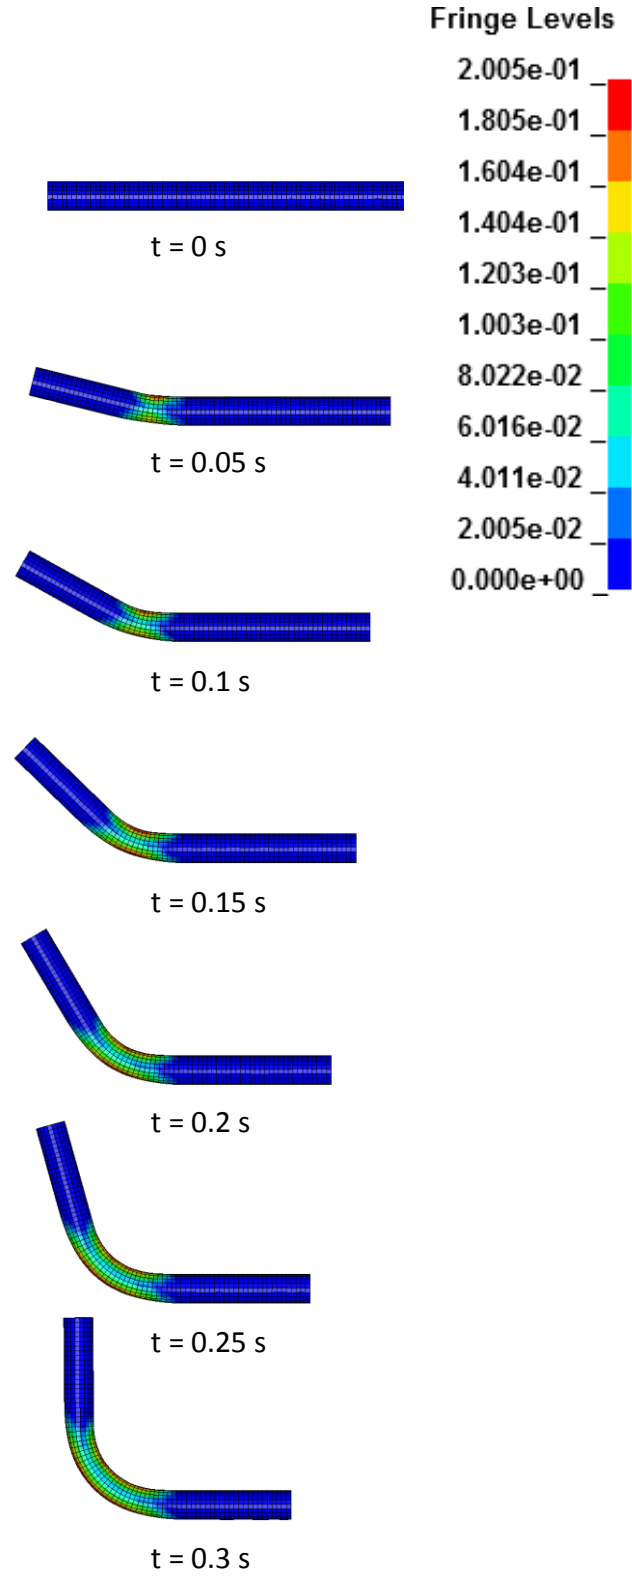 Fringe Levels
2.005e-01
1.805e-01
1.604e-01
1.404e-01
1.203e-01
1.003e-01
8.022e-02
6.016e-02
4.011e-02
2.005e-02
0.000e+00
t = 0 s
t = 0.05 s
t = 0.1 s
t = 0.15 s
t = 0.2 s
t = 0.25 s
t = 0.3 s